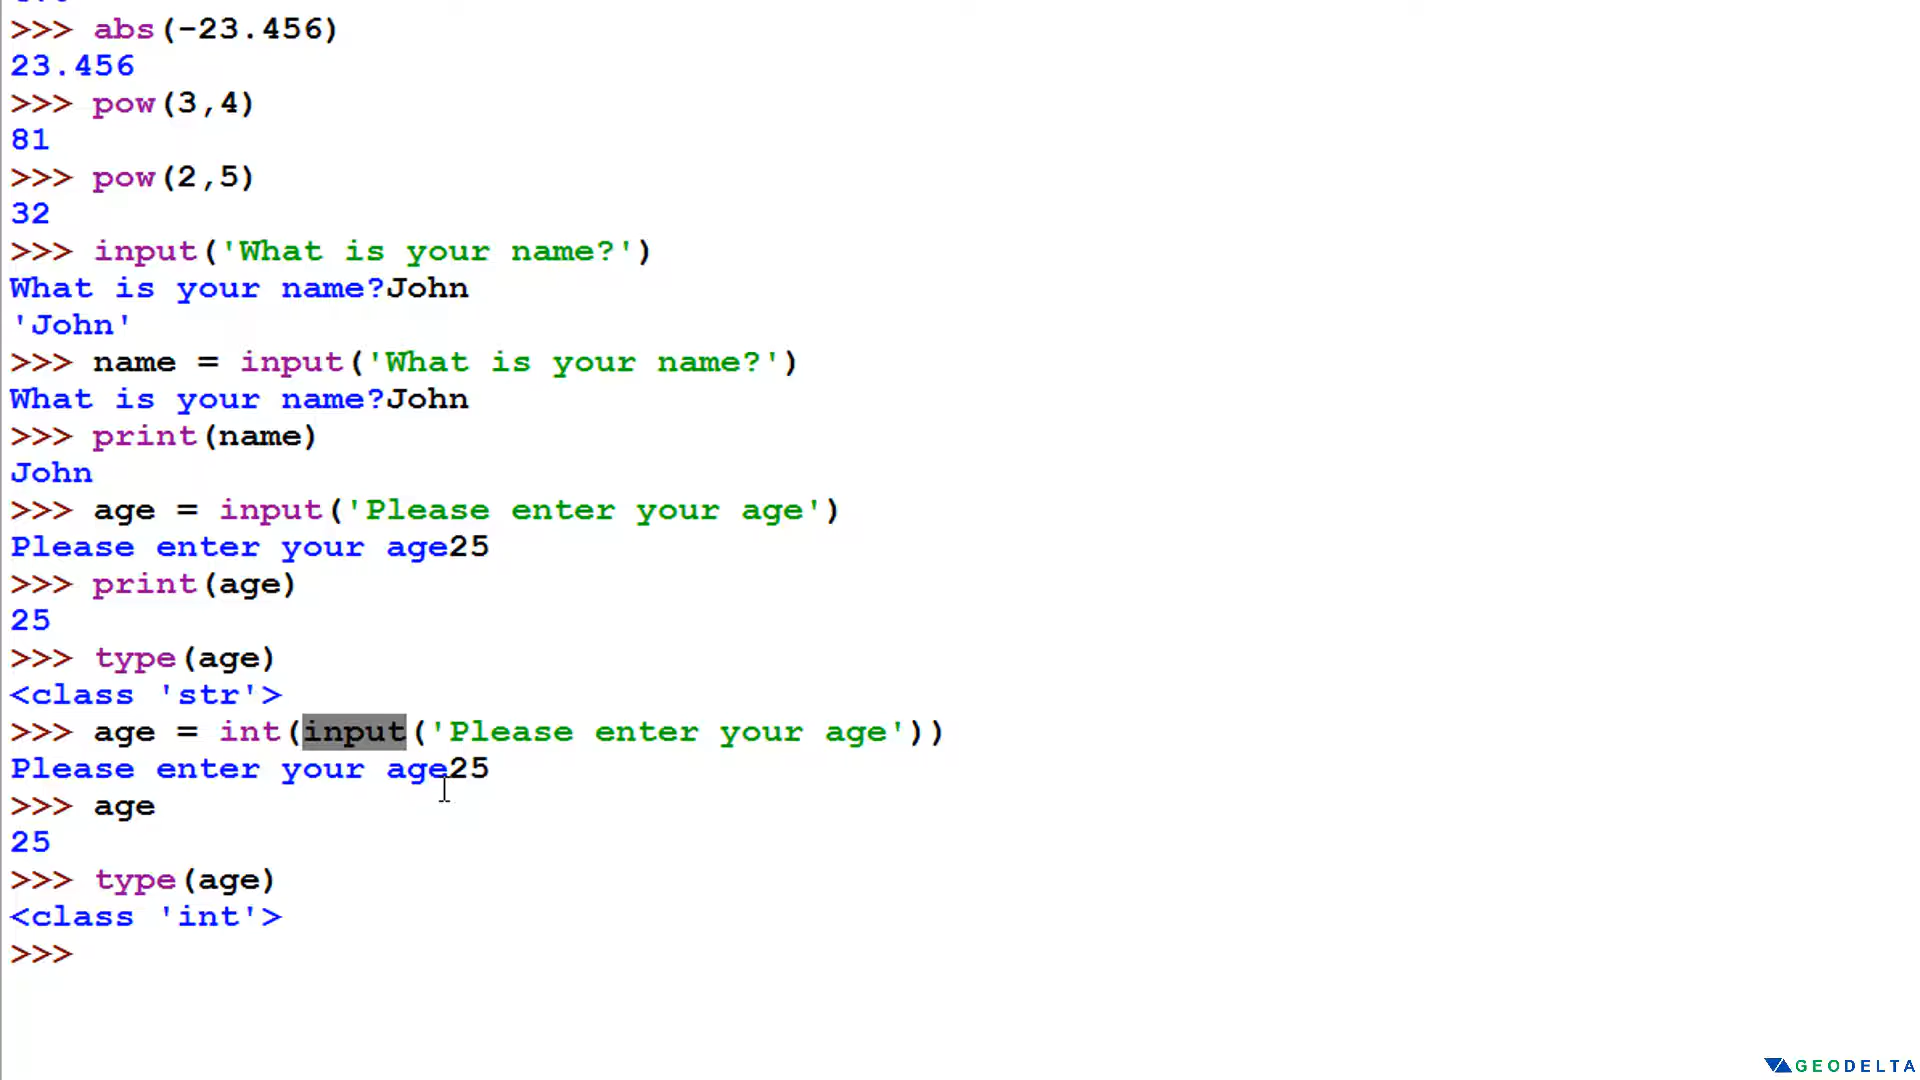 >>> abs(-23.456)
23.456
>>> pow(3,4)
81
>>> pow(2,5)
32
>>> input('What is your name?')
What is your name?John
'John'
>>> name = input('What is your name?')
What is your name?John
>>> print(name)
John
>>> age = input('Please enter your age')
Please enter your age25
>>> print(age)
25
>>> type(age)
<class 'str'>
>>> age = int(input('Please enter your age'))
Please enter your age25
>>> age
25
>>> type(age)
<class 'int'>
>>>
GEODELTA